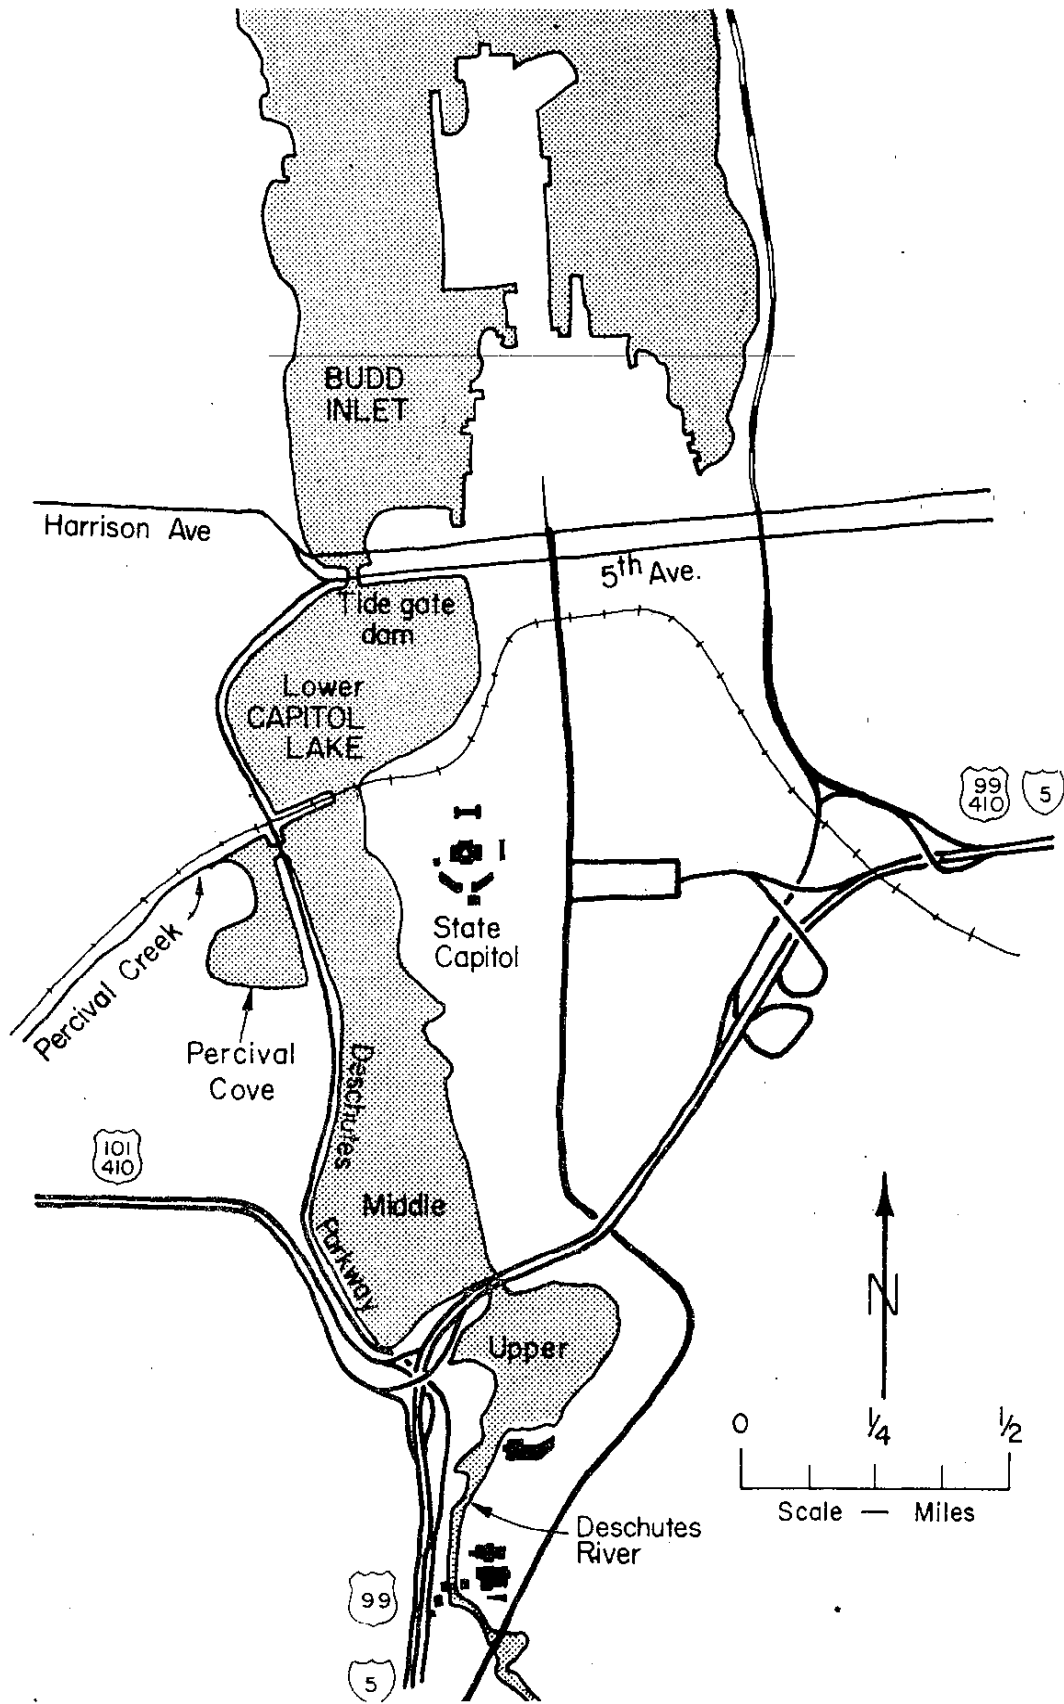 BUDD
INLET
Harrison Ave
5th Ave.
Tide gate
dam
Lower
CAPITOL
LAKE
99
410
5
State
Capitol
Percival Creek
Percival
Cove
Deschutes
Parkway
101
410
Middle
N
Upper
0 1/4 1/2
Scale — Miles
Deschutes
River
99
5